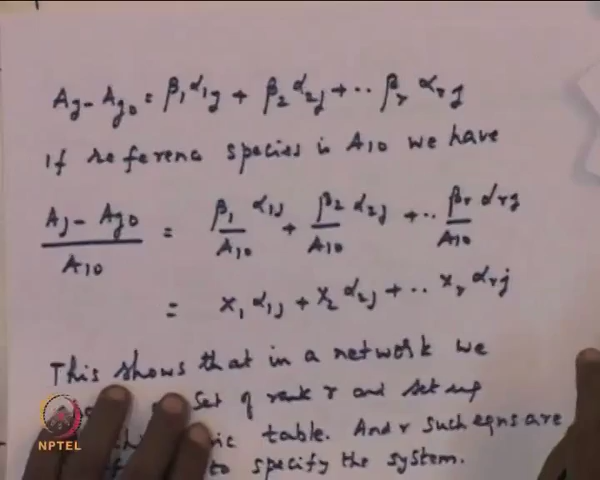 Aj - Aj0 = β1 α1j + β2 α2j + .. βr αrj
If reference species is A10 we have
Aj - Aj0 / A10 = β1/A10 α1j + β2/A10 α2j + .. βr/A10 αrj
= x1 α1j + x2 α2j + .. xr αrj
This shows that in a network we
set of rank r and set up
table. And r such eqns are
to specify the system.
NPTEL